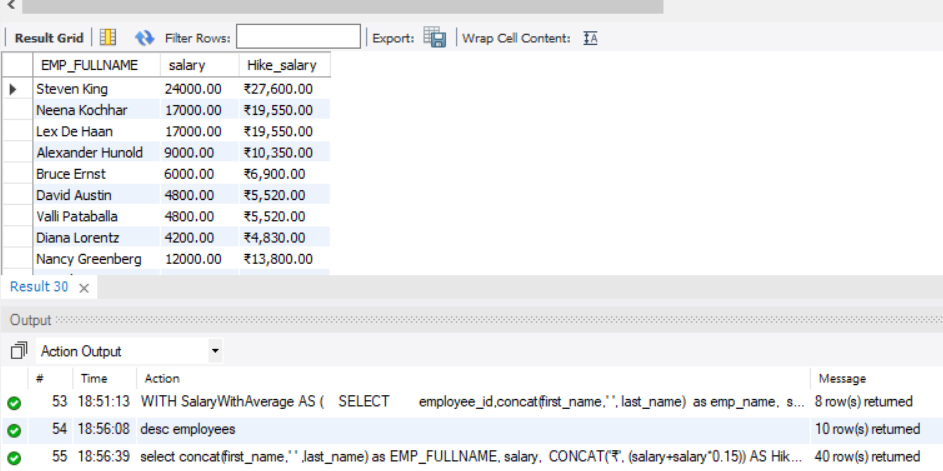 Result Grid Filter Rows: Export: Wrap Cell Content:
EMP_FULLNAME salary Hike_salary
Steven King 24000.00 ₹27,600.00
Neena Kochhar 17000.00 ₹19,550.00
Lex De Haan 17000.00 ₹19,550.00
Alexander Hunold 9000.00 ₹10,350.00
Bruce Ernst 6000.00 ₹6,900.00
David Austin 4800.00 ₹5,520.00
Valli Pataballa 4800.00 ₹5,520.00
Diana Lorentz 4200.00 ₹4,830.00
Nancy Greenberg 12000.00 ₹13,800.00
Result 30
Output
Action Output
# Time Action Message
53 18:51:13 WITH SalaryWithAverage AS ( SELECT employee_id,concat(first_name,' ', last_name) as emp_name, s... 8 row(s) returned
54 18:56:08 desc employees 10 row(s) returned
55 18:56:39 select concat(first_name,' ' ,last_name) as EMP_FULLNAME, salary, CONCAT('₹', (salary+salary*0.15)) AS Hik... 40 row(s) returned